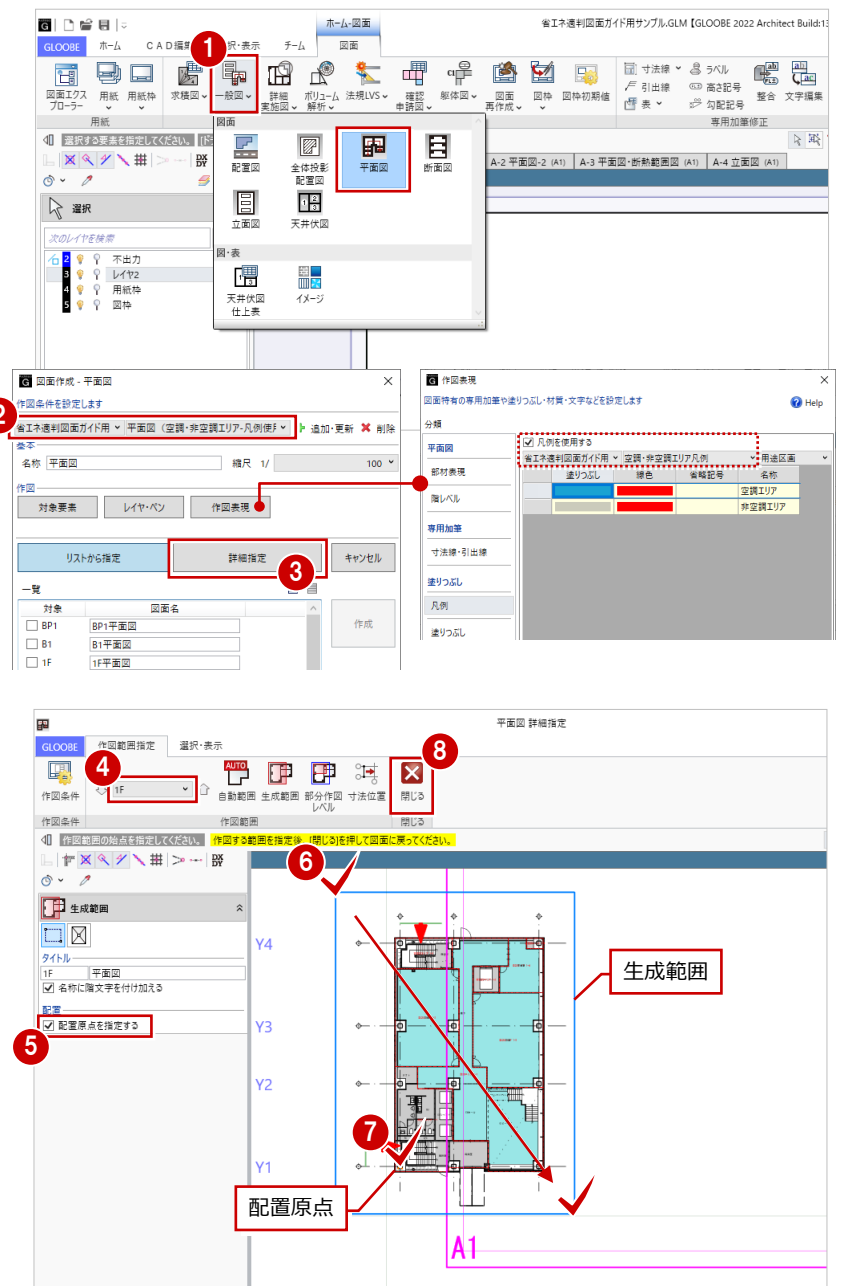 ホーム-図面
省エネ適判図面ガイド用サンプル.GLM【GLOOBE 2022 Architect Build:13
GLOOBE ホーム 択・表示 チーム 図面
1
図面エクスプローラー 用紙 用紙枠 求積図 一般図 詳細実施図 ボリューム解析 法規LVS 確認申請図 躯体図 図面再作成 図枠 図枠初期値 寸法線 引出線 表 ラベル 高さ記号 勾配記号 整合 文字編集
用紙 専用加筆修正
選択する要素を指定してください。
図面
配置図 全体投影配置図 平面図 断面図
立面図 天井伏図
図・表
天井伏図仕上表 イメージ
A-2 平面図-2 (A1) A-3 平面図・断熱範囲図 (A1) A-4 立面図 (A1)
選択
次のレイヤを検索
2 不出力
3 レイヤ2
4 用紙枠
5 図枠
図面作成 - 平面図
作図条件を設定します
2
省エネ適判図面ガイド用 平面図（空調・非空調エリア-凡例使用 追加・更新 削除
基本
名称 平面図 縮尺 1/ 100
作図
対象要素 レイヤ・ペン 作図表現
リストから指定 詳細指定 キャンセル
3
一覧
対象 図面名
BP1 BP1平面図
B1 B1平面図
1F 1F平面図
作成
作図表現
図面特有の専用加筆や塗りつぶし・材質・文字などを設定します
Help
分類
平面図
部材表現
階レベル
専用加筆
寸法線・引出線
塗りつぶし
凡例
塗りつぶし
凡例を使用する
省エネ適判図面ガイド用 空調・非空調エリア凡例 用途区画
塗りつぶし 線色 省略記号 名称
空調エリア
非空調エリア
平面図 詳細指定
GLOOBE 作図範囲指定 選択・表示
4
8
作図条件 1F AUTO 自動範囲 生成範囲 部分作図レベル 寸法位置 閉じる
作図条件 作図範囲 閉じる
作図範囲の始点を指定してください。 作図する範囲を指定後、[閉じる]を押して図面に戻ってください。
6
生成範囲
タイトル
1F 平面図
名称に階文字を付け加える
配置
配置原点を指定する
5
Y4
Y3
Y2
Y1
7
生成範囲
配置原点
A1